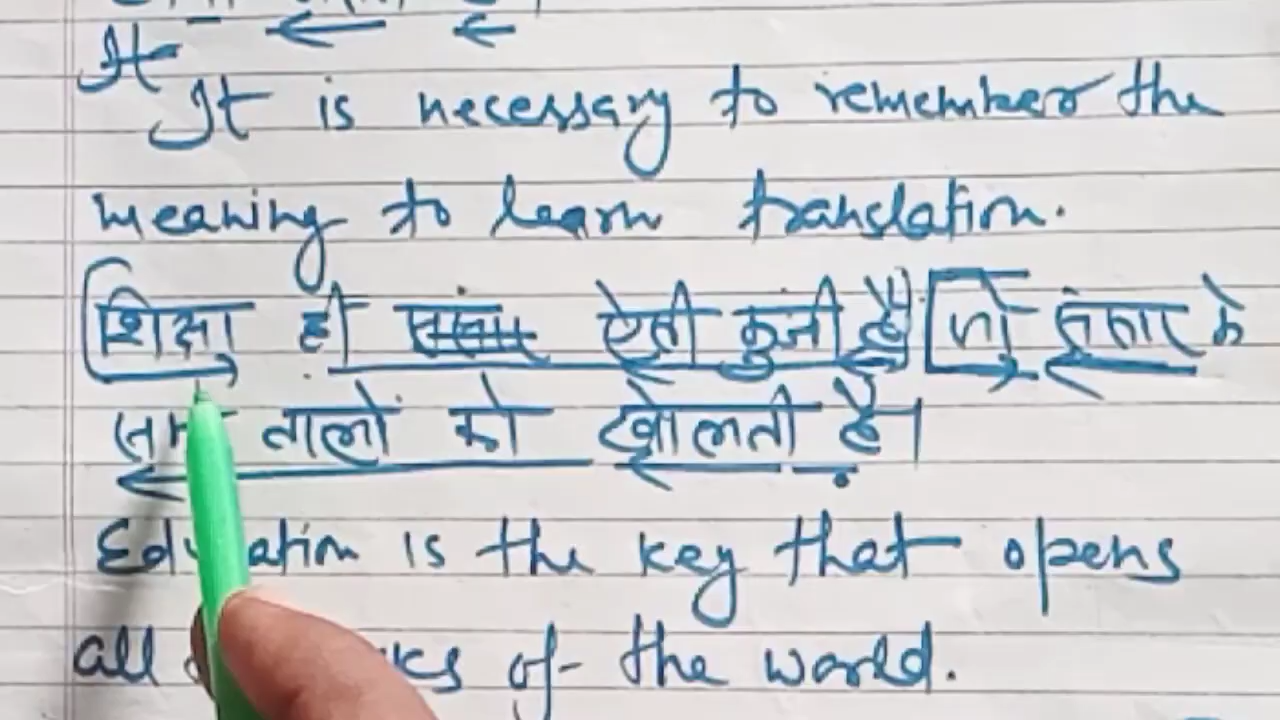 It
It is necessary to remember the
meaning to learn translation.
शिक्षा ही ऐसी कुंजी है जो संसार के
तालों को खोलती है।
Education is the key that opens
all of the world.